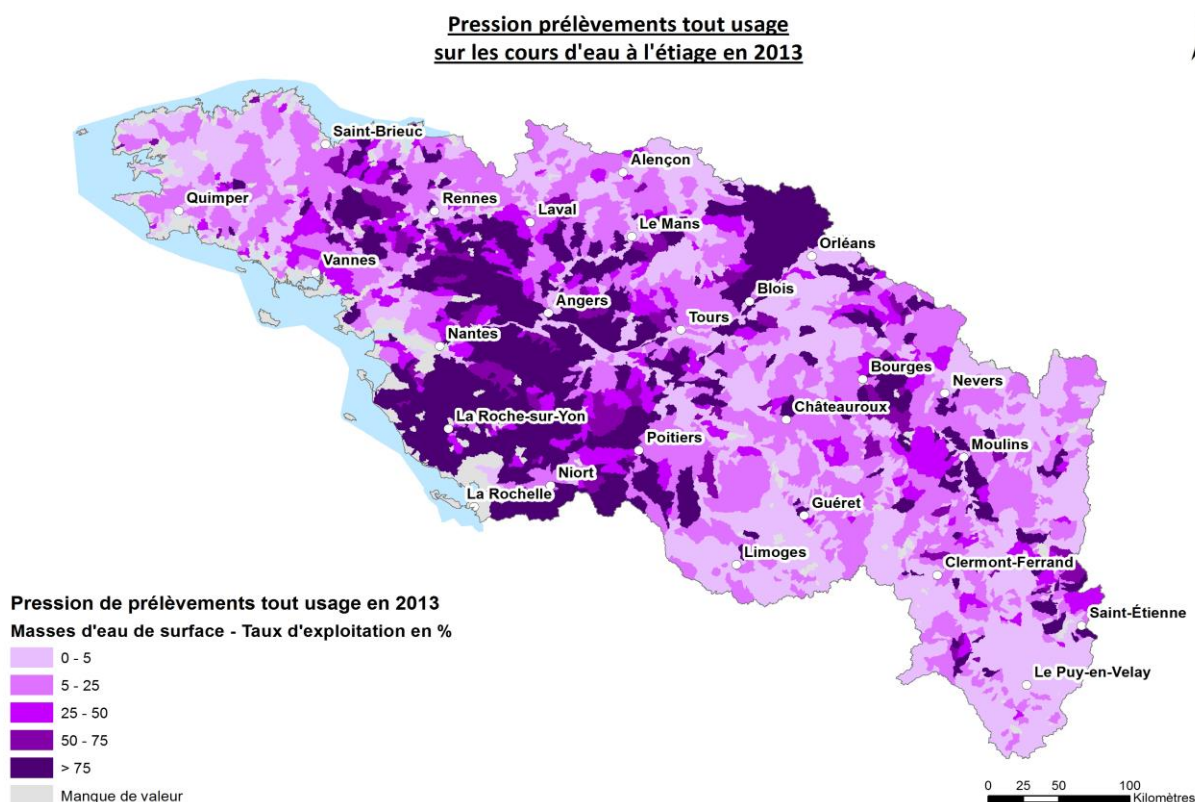 Pression prélèvements tout usage
sur les cours d'eau à l'étiage en 2013
Saint-Brieuc
Alençon
Quimper
Rennes
Laval
Le Mans
Orléans
Vannes
Blois
Angers
Tours
Nantes
Bourges
Nevers
La Roche-sur-Yon
Châteauroux
Poitiers
Moulins
Niort
La Rochelle
Guéret
Limoges
Clermont-Ferrand
Saint-Étienne
Le Puy-en-Velay
Pression de prélèvements tout usage en 2013
Masses d'eau de surface - Taux d'exploitation en %
0 - 5
5 - 25
25 - 50
50 - 75
> 75
Manque de valeur
0 25 50 100
Kilomètres